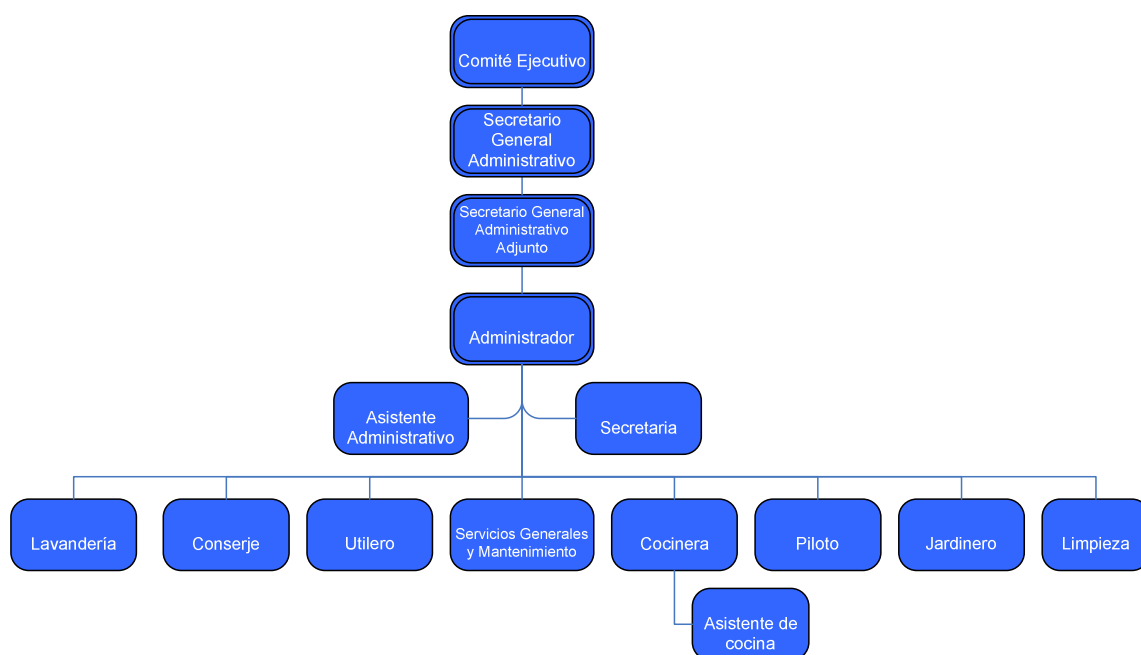 Comité Ejecutivo
Secretario
General
Administrativo
Secretario General
Administrativo
Adjunto
Administrador
Asistente
Administrativo
Secretaria
Lavandería
Conserje
Utilero
Servicios Generales
y Mantenimiento
Cocinera
Piloto
Jardinero
Limpieza
Asistente de
cocina